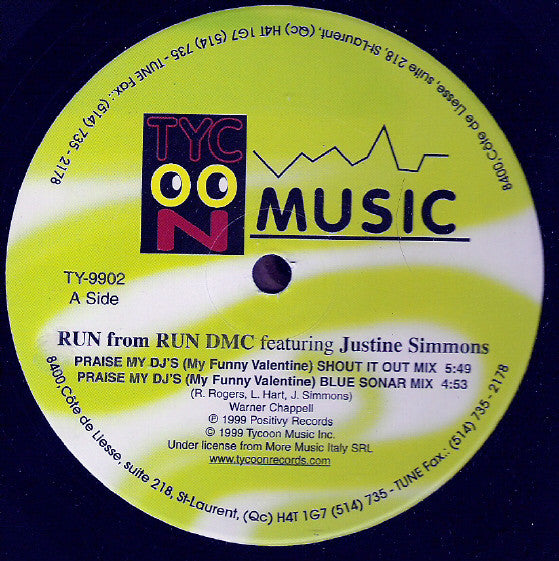 8400, Côte de Liesse, suite 218, St-Laurent, (Qc) H4T 1G7 (514) 735 - TUNE Fax.: (514) 735 - 2178
TYC
OO
N
MUSIC
TY-9902
A Side
RUN from RUN DMC featuring Justine Simmons
PRAISE MY DJ'S (My Funny Valentine) SHOUT IT OUT MIX 5:49
PRAISE MY DJ'S (My Funny Valentine) BLUE SONAR MIX 4:53
(R. Rogers, L. Hart, J. Simmons)
Warner Chappell
℗ 1999 Positivy Records
© 1999 Tycoon Music Inc.
Under license from More Music Italy SRL
www.tycoonrecords.com
8400, Côte de Liesse, suite 218, St-Laurent, (Qc) H4T 1G7 (514) 735 - TUNE Fax.: (514) 735 - 2178